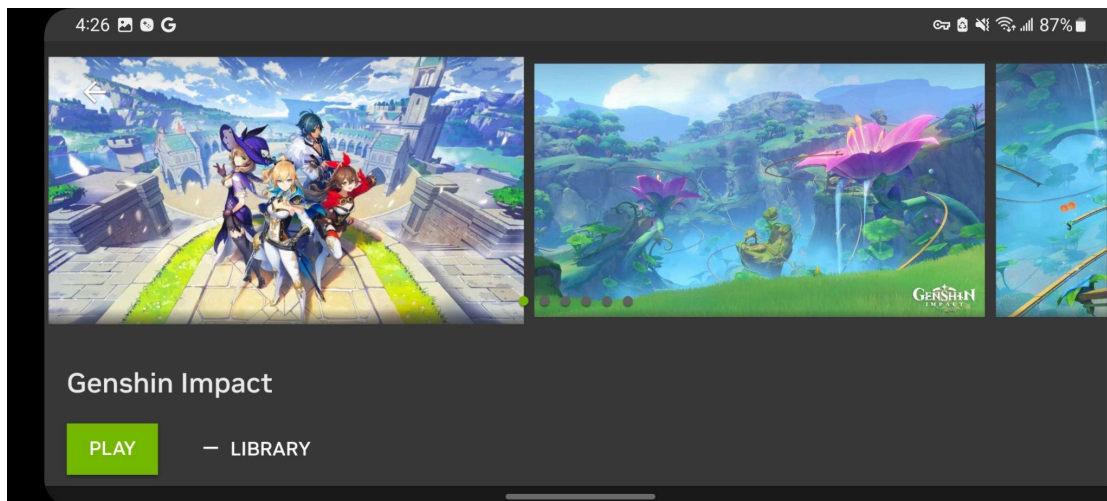 4:26 G
87%
GENSHIN
IMPACT
Genshin Impact
PLAY
— LIBRARY